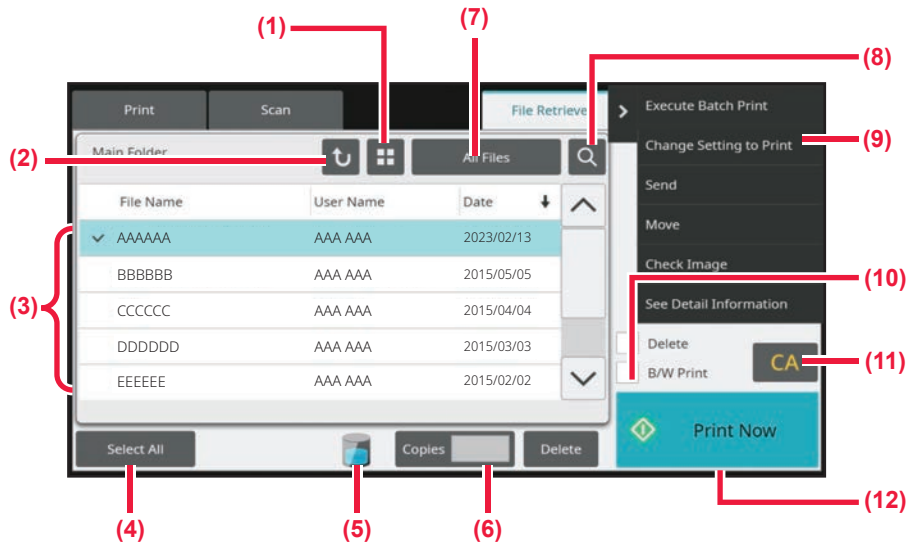 (1)
(7)
(8)
Print
Scan
File Retrieve
Execute Batch Print
(2)
Main Folder
All Files
Change Setting to Print
(9)
File Name
User Name
Date
Send
(3)
AAAAAA
AAA AAA
2023/02/13
Move
BBBBBB
AAA AAA
2015/05/05
Check Image
(10)
CCCCCC
AAA AAA
2015/04/04
See Detail Information
DDDDDD
AAA AAA
2015/03/03
Delete
EEEEEE
AAA AAA
2015/02/02
B/W Print
CA
(11)
Select All
Copies
Delete
Print Now
(12)
(4)
(5)
(6)